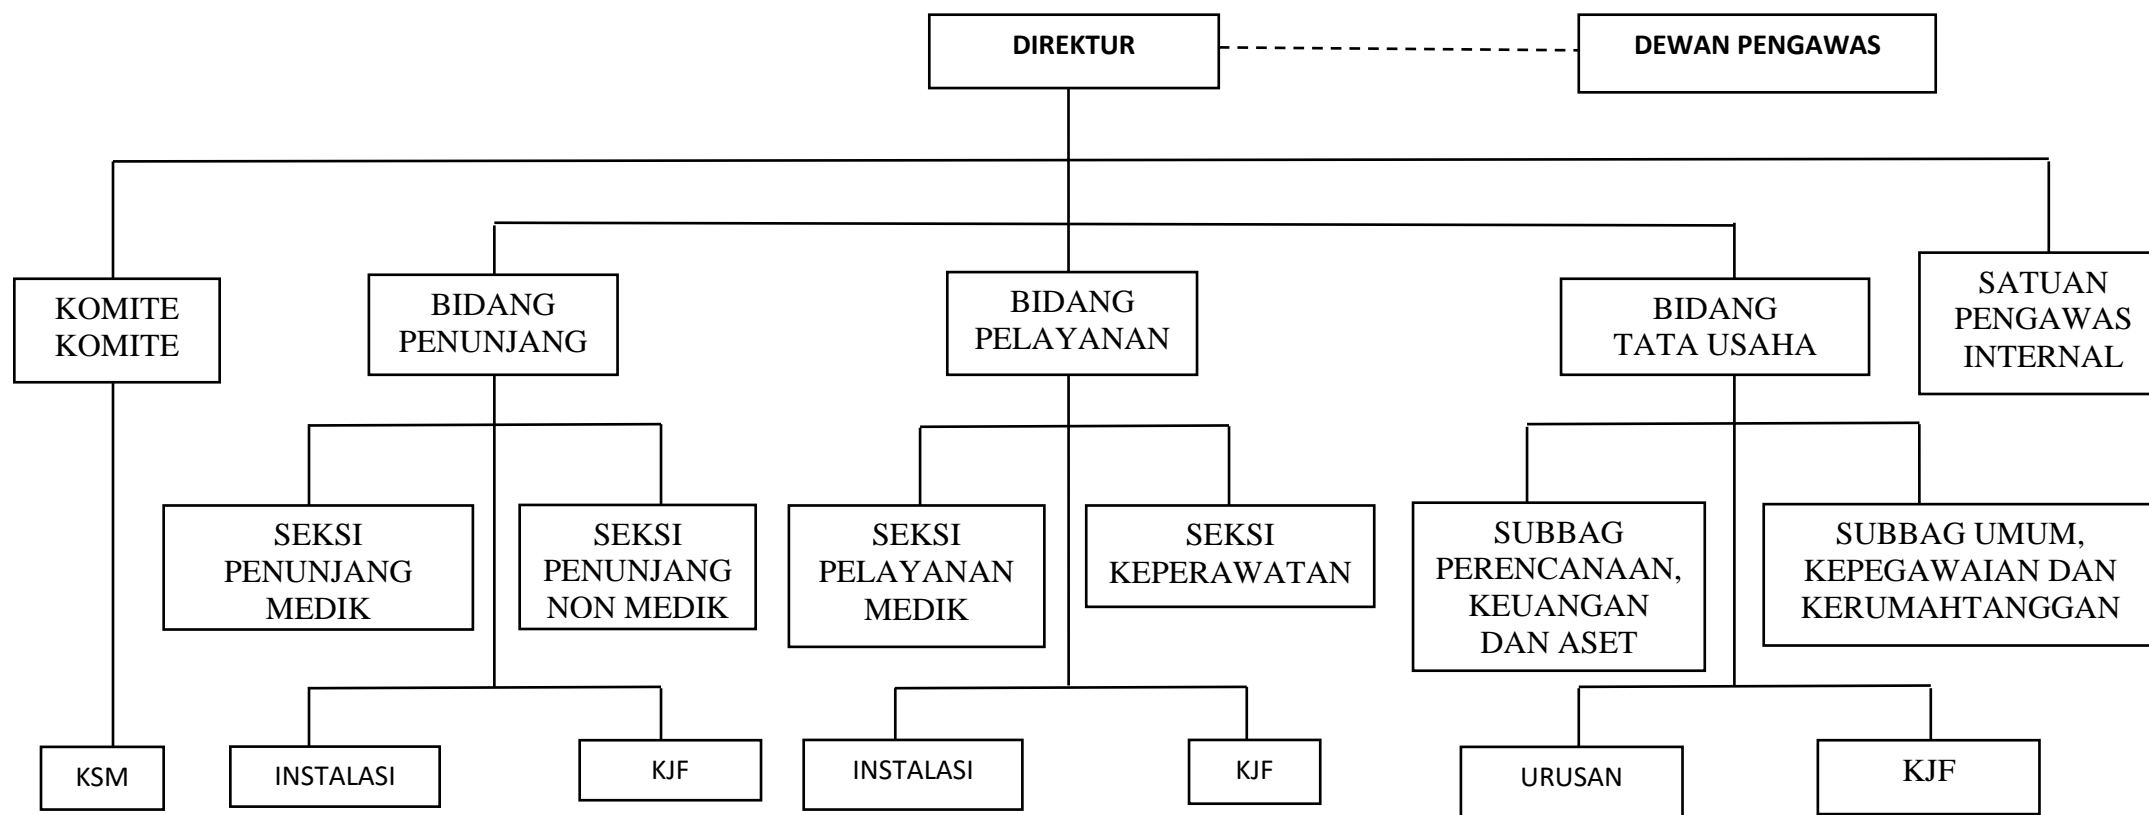 DIREKTUR
DEWAN PENGAWAS
KOMITE
KOMITE
BIDANG
PENUNJANG
BIDANG
PELAYANAN
BIDANG
TATA USAHA
SATUAN
PENGAWAS
INTERNAL
SEKSI
PENUNJANG
MEDIK
SEKSI
PENUNJANG
NON MEDIK
SEKSI
PELAYANAN
MEDIK
SEKSI
KEPERAWATAN
SUBBAG
PERENCANAAN,
KEUANGAN
DAN ASET
SUBBAG UMUM,
KEPEGAWAIAN DAN
KERUMAHTANGGAN
KSM
INSTALASI
KJF
INSTALASI
KJF
URUSAN
KJF